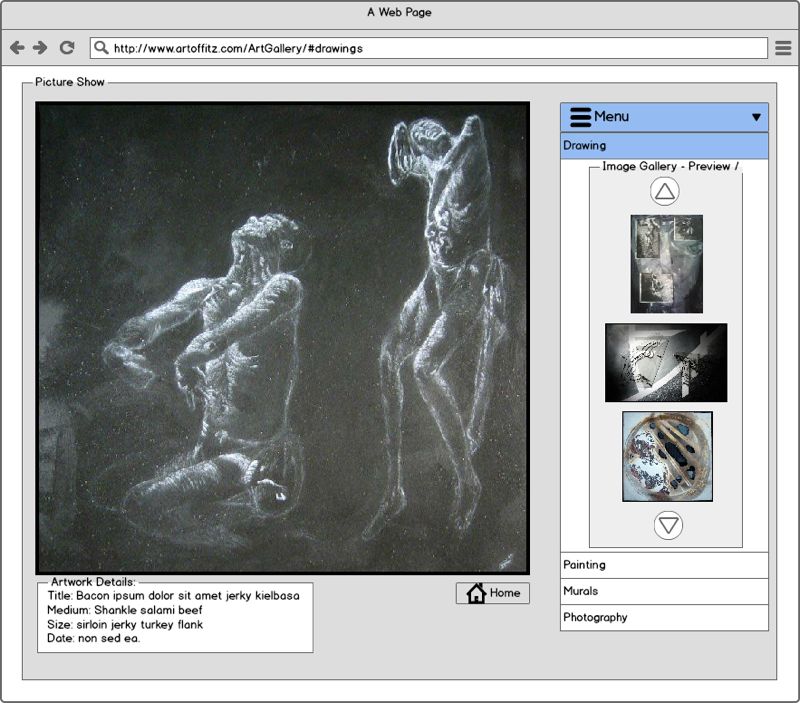 A Web Page
http://www.artoffitz.com/ArtGallery/#drawings
Picture Show
Menu
Drawing
Image Gallery - Preview /
Artwork Details:
Title: Bacon ipsum dolor sit amet jerky kielbasa
Medium: Shankle salami beef
Size: sirloin jerky turkey flank
Date: non sed ea.
Home
Painting
Murals
Photography